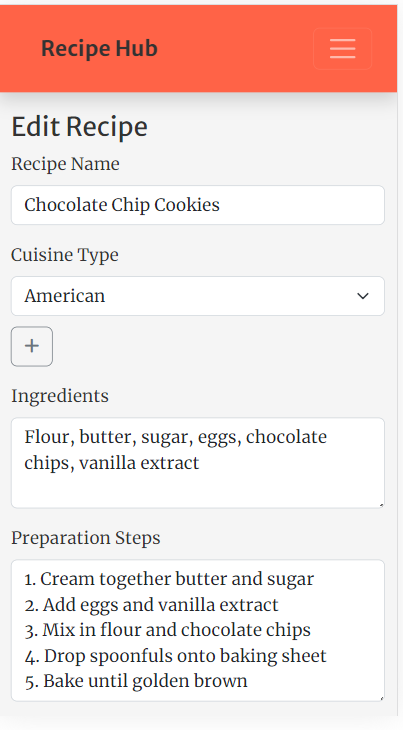 Recipe Hub
Edit Recipe
Recipe Name
Chocolate Chip Cookies
Cuisine Type
American
+
Ingredients
Flour, butter, sugar, eggs, chocolate
chips, vanilla extract
Preparation Steps
1. Cream together butter and sugar
2. Add eggs and vanilla extract
3. Mix in flour and chocolate chips
4. Drop spoonfuls onto baking sheet
5. Bake until golden brown